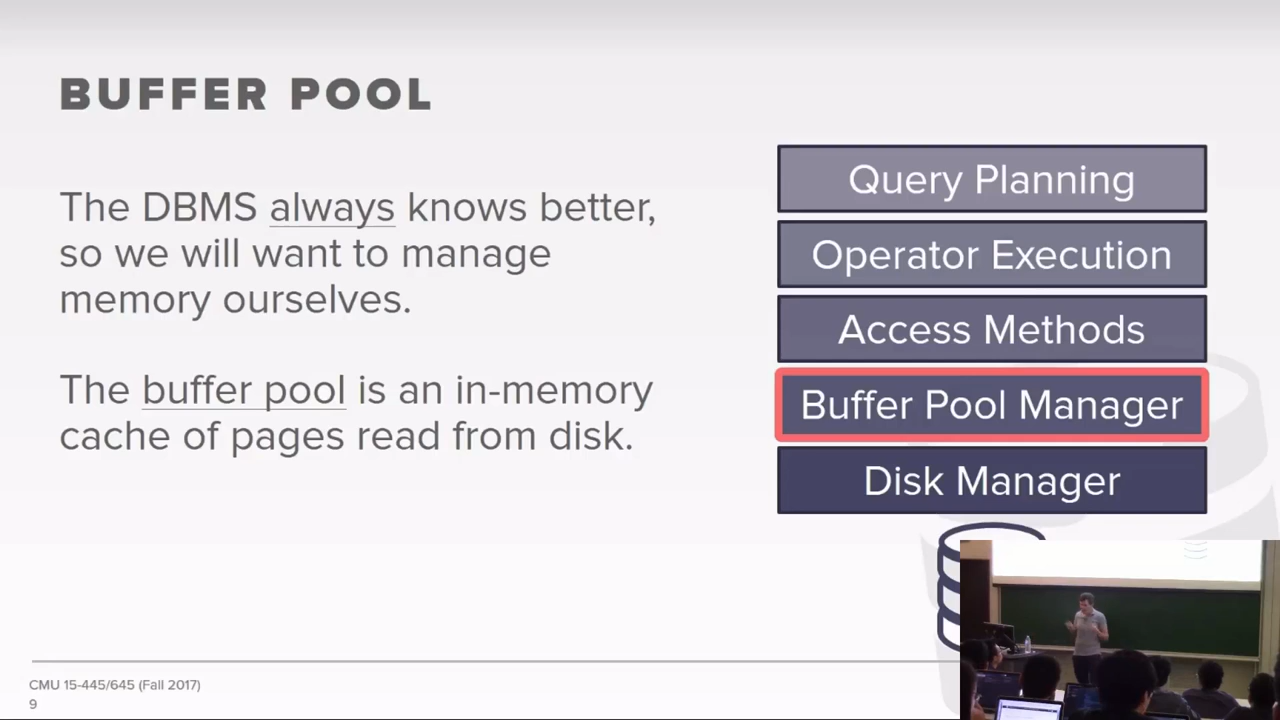 BUFFER POOL
The DBMS always knows better,
so we will want to manage
memory ourselves.
The buffer pool is an in-memory
cache of pages read from disk.
Query Planning
Operator Execution
Access Methods
Buffer Pool Manager
Disk Manager
CMU 15-445/645 (Fall 2017)
9